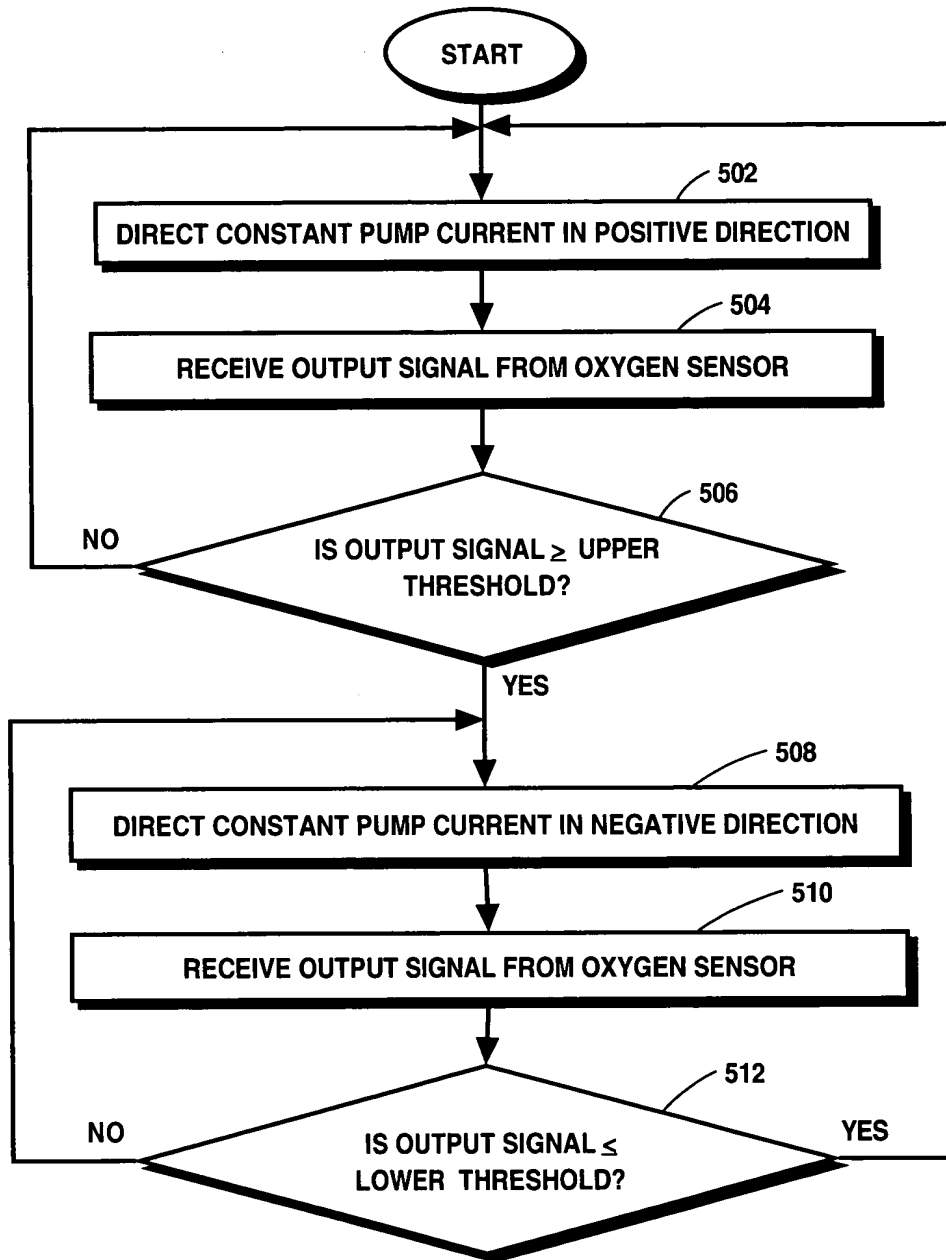 START
502
DIRECT CONSTANT PUMP CURRENT IN POSITIVE DIRECTION
504
RECEIVE OUTPUT SIGNAL FROM OXYGEN SENSOR
506
NO
IS OUTPUT SIGNAL ≥ UPPER
THRESHOLD?
YES
508
DIRECT CONSTANT PUMP CURRENT IN NEGATIVE DIRECTION
510
RECEIVE OUTPUT SIGNAL FROM OXYGEN SENSOR
512
NO
YES
IS OUTPUT SIGNAL ≤
LOWER THRESHOLD?